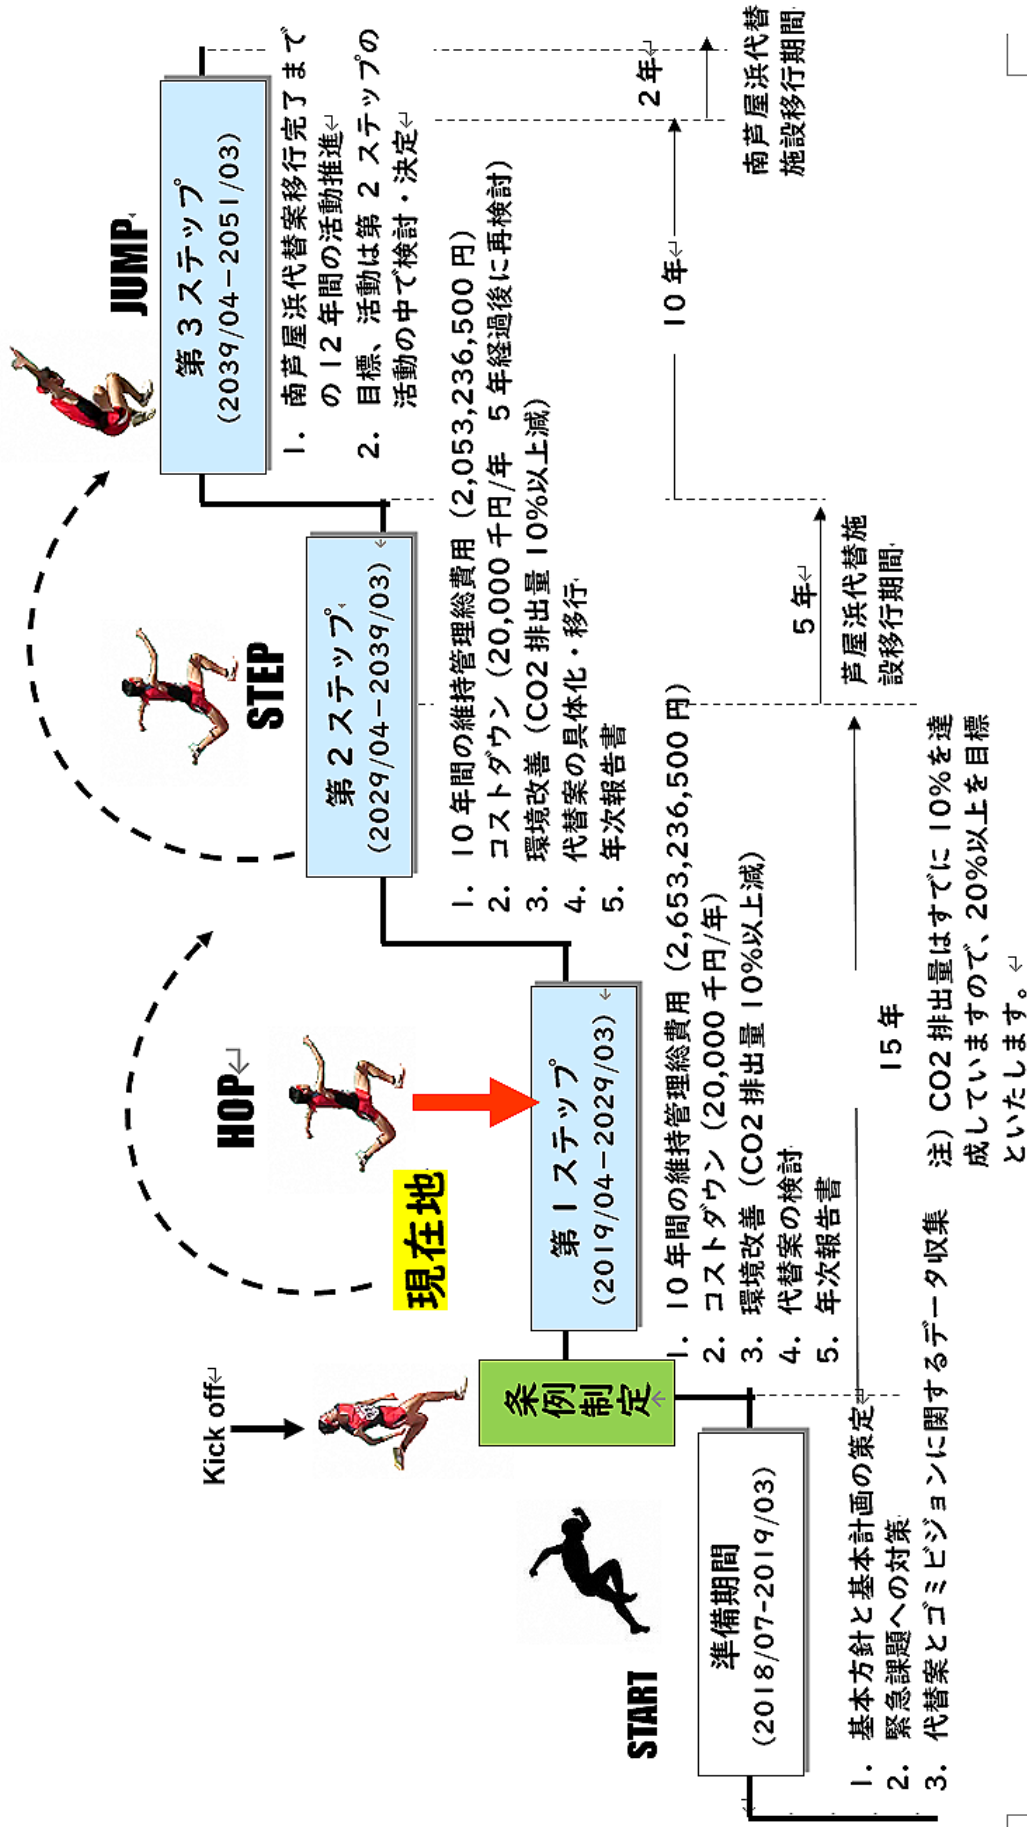 START
準備期間
(2018/07-2019/03)
1. 基本方針と基本計画の策定
2. 緊急課題への対策
3. 代替案とゴミビジョンに関するデータ収集
Kick off
条例制定
現在地
HOP
第1ステップ
(2019/04-2029/03)
1. 10年間の維持管理総費用（2,653,236,500円）
2. コストダウン（20,000千円/年）
3. 環境改善（CO2排出量10%以上減）
4. 代替案の検討
5. 年次報告書
STEP
第2ステップ
(2029/04-2039/03)
1. 10年間の維持管理総費用（2,053,236,500円）
2. コストダウン（20,000千円/年 5年経過後に再検討）
3. 環境改善（CO2排出量10%以上減）
4. 代替案の具体化・移行
5. 年次報告書
JUMP
第3ステップ
(2039/04-2051/03)
1. 南芦屋浜代替案移行完了まで
の12年間の活動推進
2. 目標、活動は第2ステップの
活動の中で検討・決定
15年
5年
芦屋浜代替施
設移行期間
10年
2年
南芦屋浜代替
施設移行期間
注）CO2排出量はすでに10%を達
成していますので、20%以上を目標
といたします。